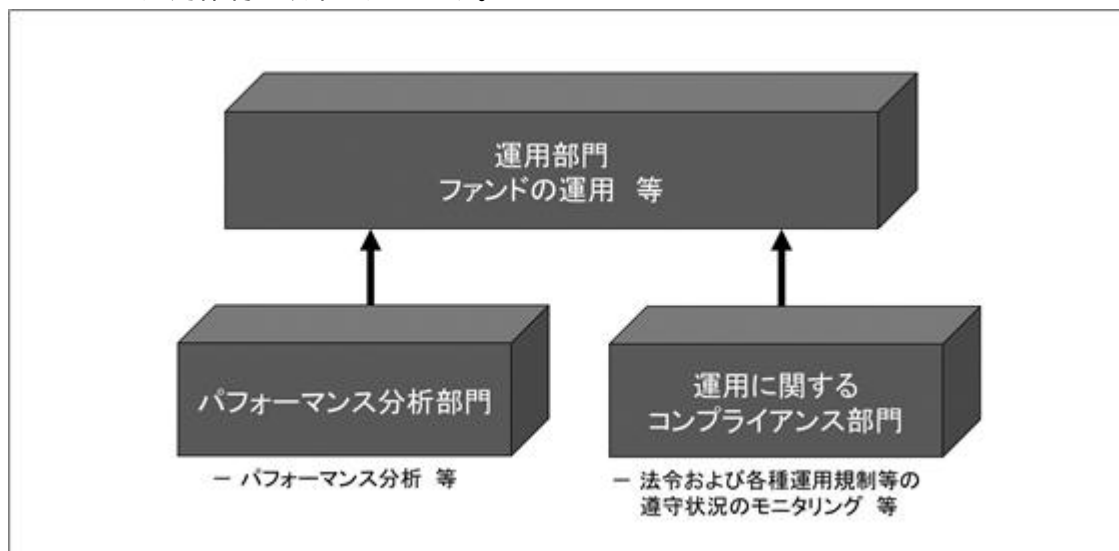 運用部門
ファンドの運用 等
パフォーマンス分析部門
運用に関する
コンプライアンス部門
－ パフォーマンス分析 等
－ 法令および各種運用規制等の
遵守状況のモニタリング 等